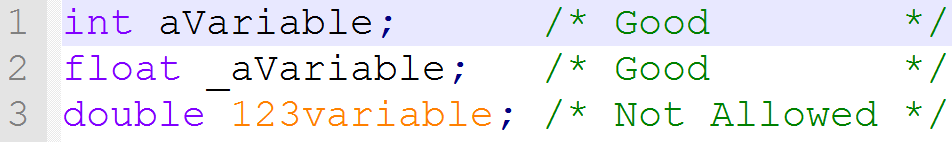 1 int aVariable;      /* Good        */
2 float _aVariable;   /* Good        */
3 double 123variable; /* Not Allowed */